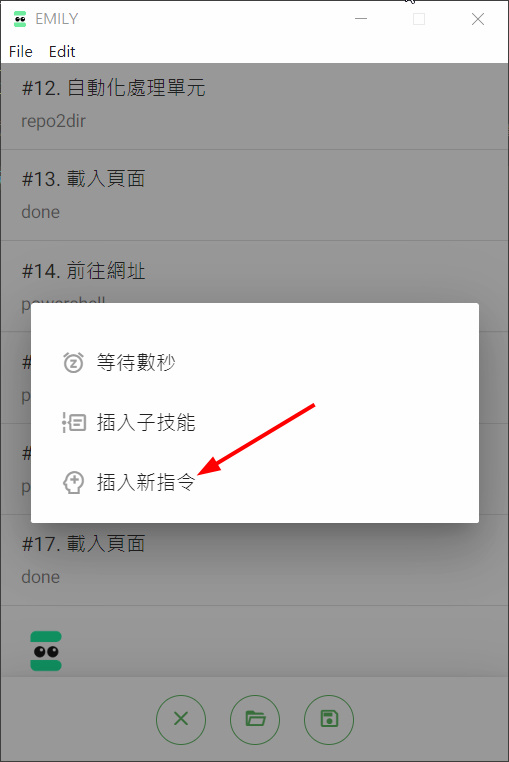 EMILY
File Edit
#12. 自動化處理單元
repo2dir
#13. 載入頁面
done
#14. 前往網址
powershell
等待數秒
插入子技能
插入新指令
#17. 載入頁面
done